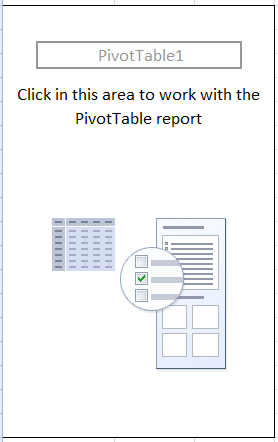 PivotTable1
Click in this area to work with the
PivotTable report